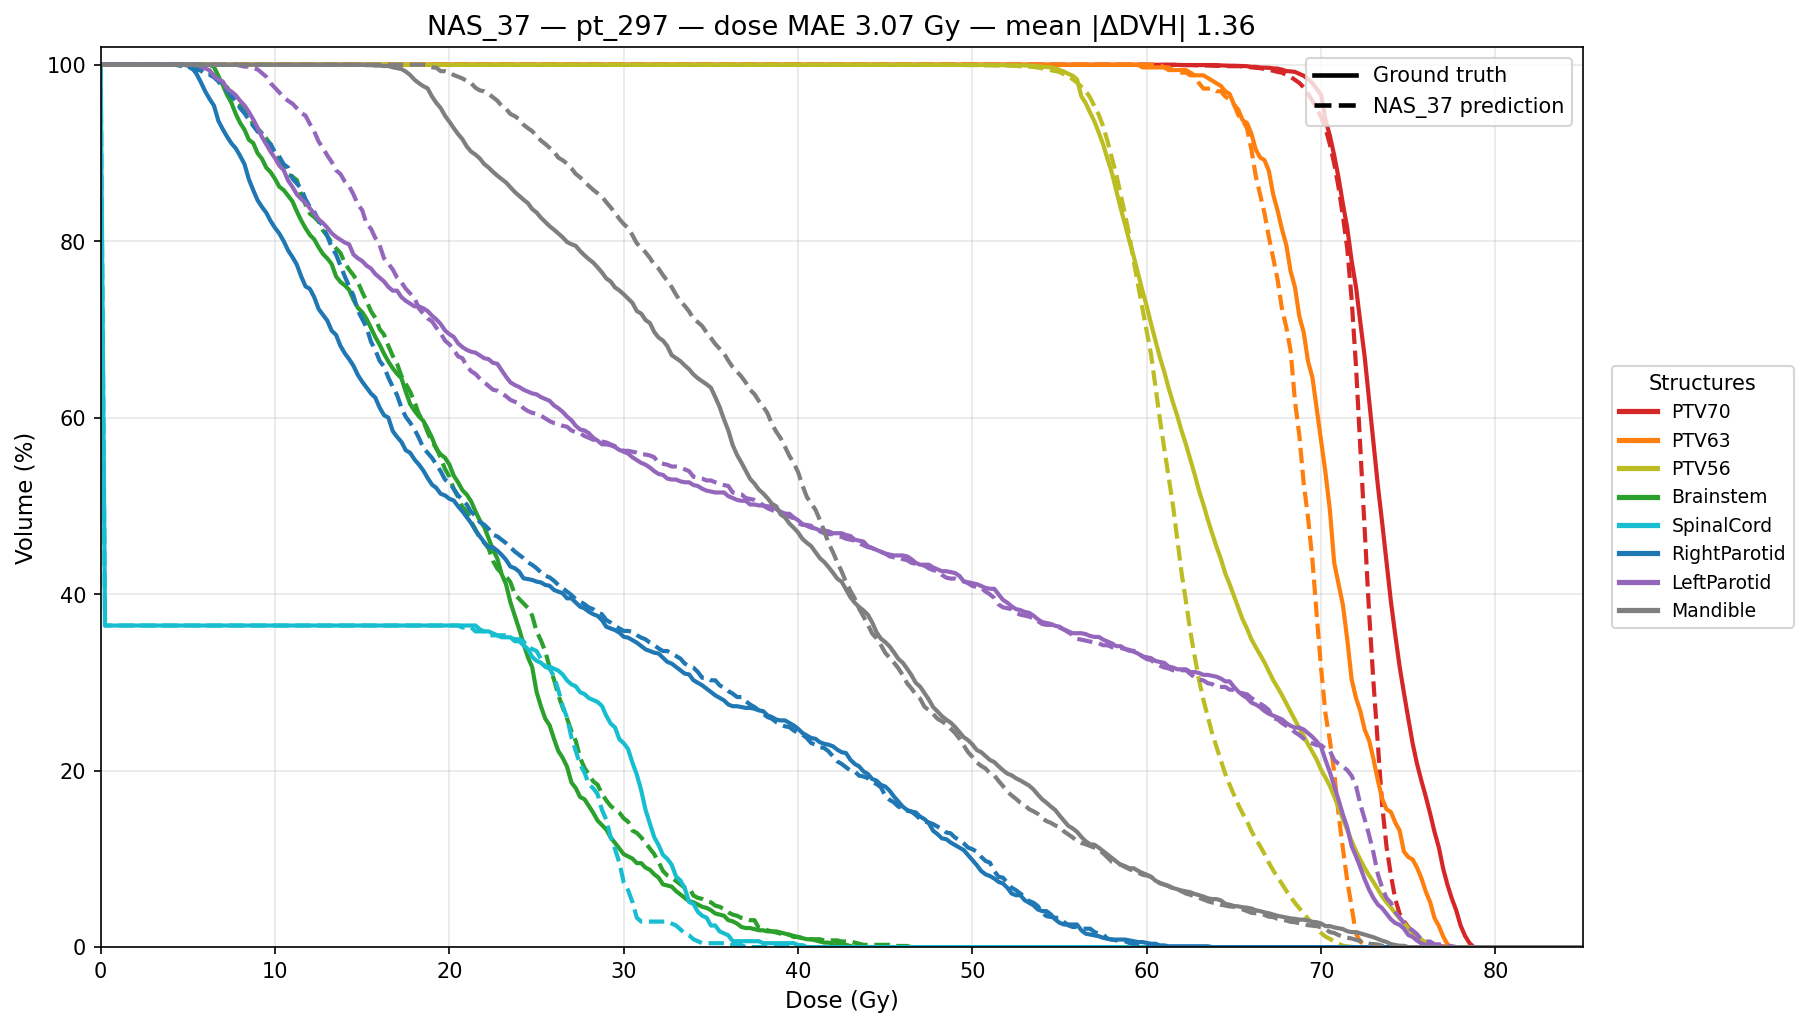 NAS_37 — pt_297 — dose MAE 3.07 Gy — mean |ΔDVH| 1.36
Ground truth
NAS_37 prediction
Volume (%)
100
80
60
40
20
0
0 10 20 30 40 50 60 70 80
Dose (Gy)
Structures
PTV70
PTV63
PTV56
Brainstem
SpinalCord
RightParotid
LeftParotid
Mandible